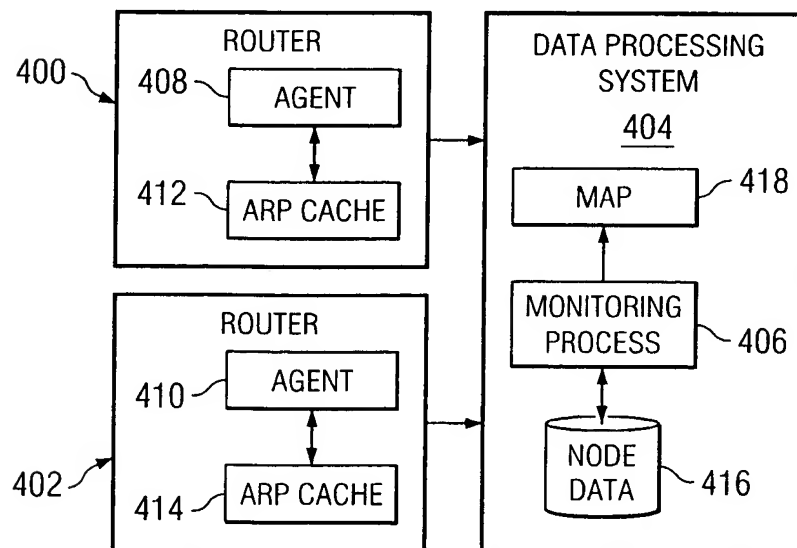 ROUTER
400
408
AGENT
412
ARP CACHE
ROUTER
410
AGENT
402
414
ARP CACHE
DATA PROCESSING
SYSTEM
404
MAP
418
MONITORING
PROCESS
406
NODE
DATA
416